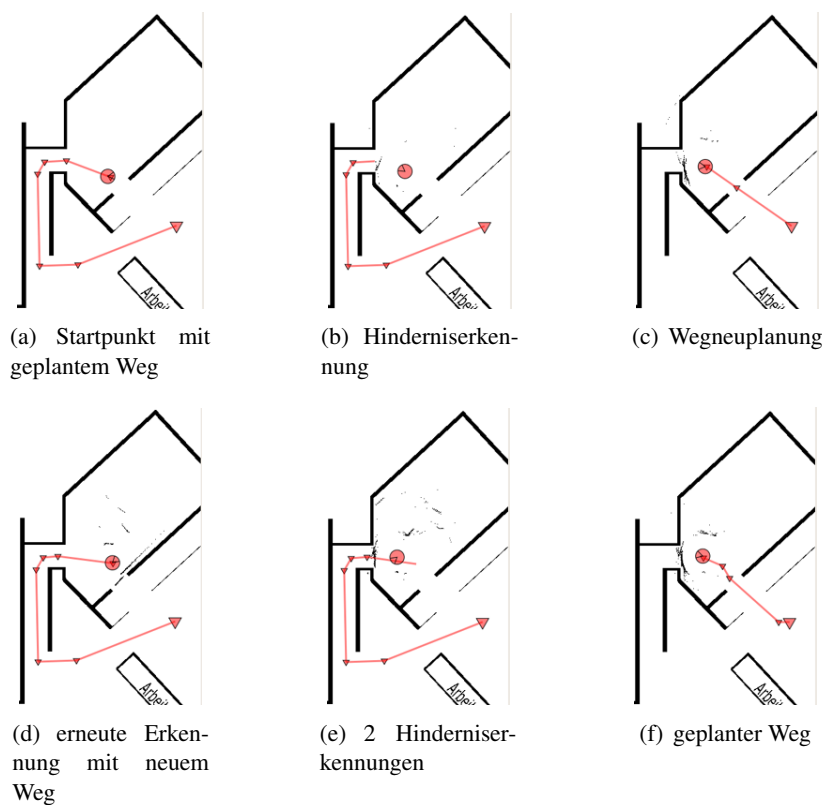 Arbei
Arbei
Arbei
(a) Startpunkt mit
geplantem Weg
(b) Hinderniserken-
nung
(c) Wegneuplanung
Arbei
Arbei
Arbei
(d) erneute Erken-
nung mit neuem
Weg
(e) 2 Hinderniser-
kennungen
(f) geplanter Weg